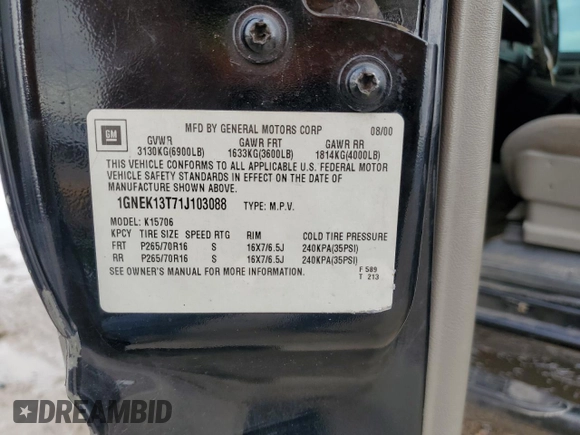 GM
MFD BY GENERAL MOTORS CORP 08/00
GVWR GAWR FRT GAWR RR
3130KG(6900LB) 1633KG(3600LB) 1814KG(4000LB)
THIS VEHICLE CONFORMS TO ALL APPLICABLE U.S. FEDERAL MOTOR
VEHICLE SAFETY STANDARDS IN EFFECT ON THE DATE OF
MANUFACTURE SHOWN ABOVE.
1GNEK13T71J103088 TYPE: M.P.V.
MODEL: K15706
KPCY TIRE SIZE SPEED RTG RIM COLD TIRE PRESSURE
FRT P265/70R16 S 16X7/6.5J 240KPA(35PSI)
RR P265/70R16 S 16X7/6.5J 240KPA(35PSI)
SEE OWNER'S MANUAL FOR MORE INFORMATION.
F 589
T 213
DREAMBID